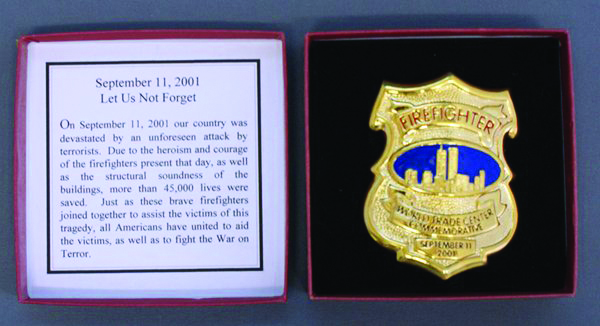 September 11, 2001
Let Us Not Forget
On September 11, 2001 our country was
devastated by an unforeseen attack by
terrorists. Due to the heroism and courage
of the firefighters present that day, as well
as the structural soundness of the
buildings, more than 45,000 lives were
saved. Just as these brave firefighters
joined together to assist the victims of this
tragedy, all Americans have united to aid
the victims, as well as to fight the War on
Terror.
FIREFIGHTER
WORLD TRADE CENTER
COMMEMORATIVE
SEPTEMBER 11
2001